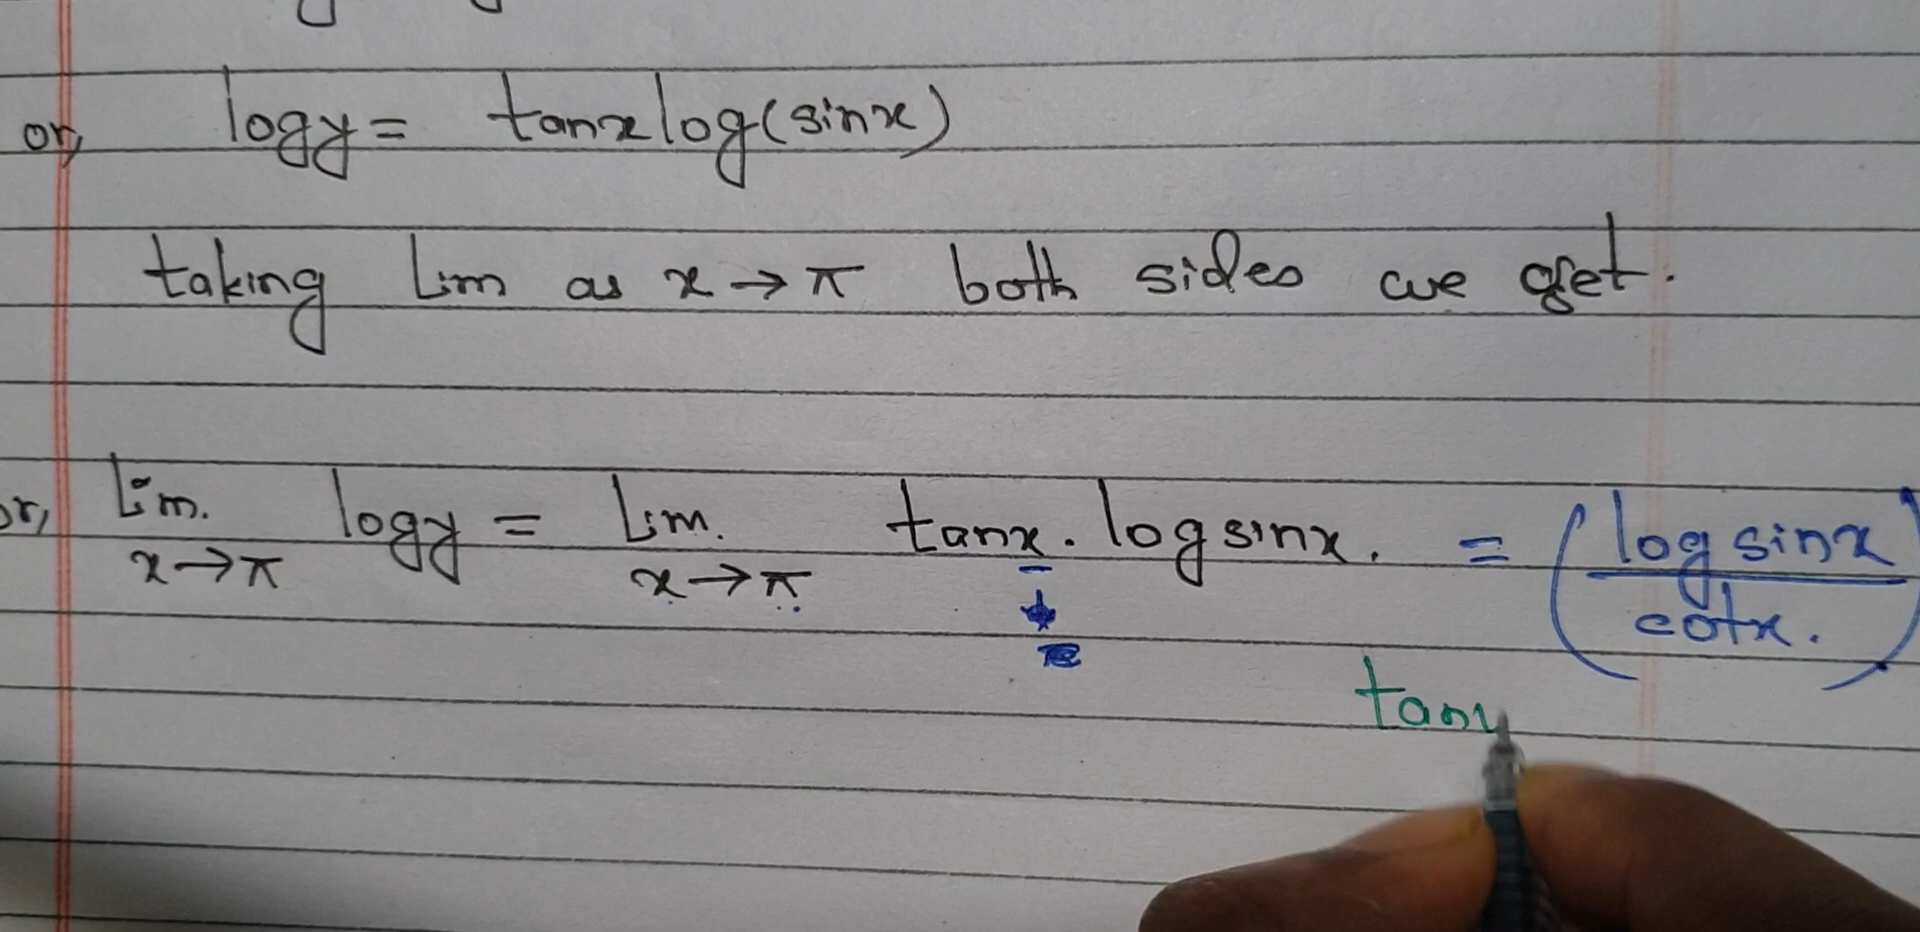 or, logy = tanx log(sinx)
taking Lim as x → π both sides we get.
or, Lim. x→π logy = Lim. x→π tanx . log sinx. = (log sinx / cotx.)
tan